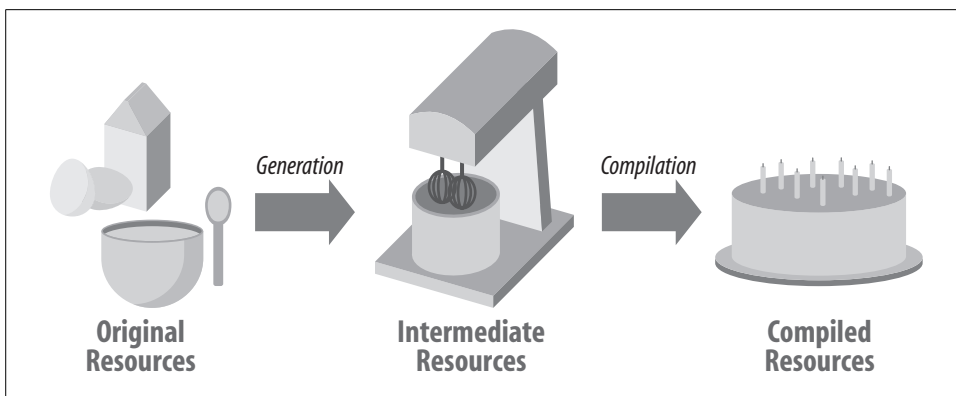 Generation
Compilation
Original
Resources
Intermediate
Resources
Compiled
Resources